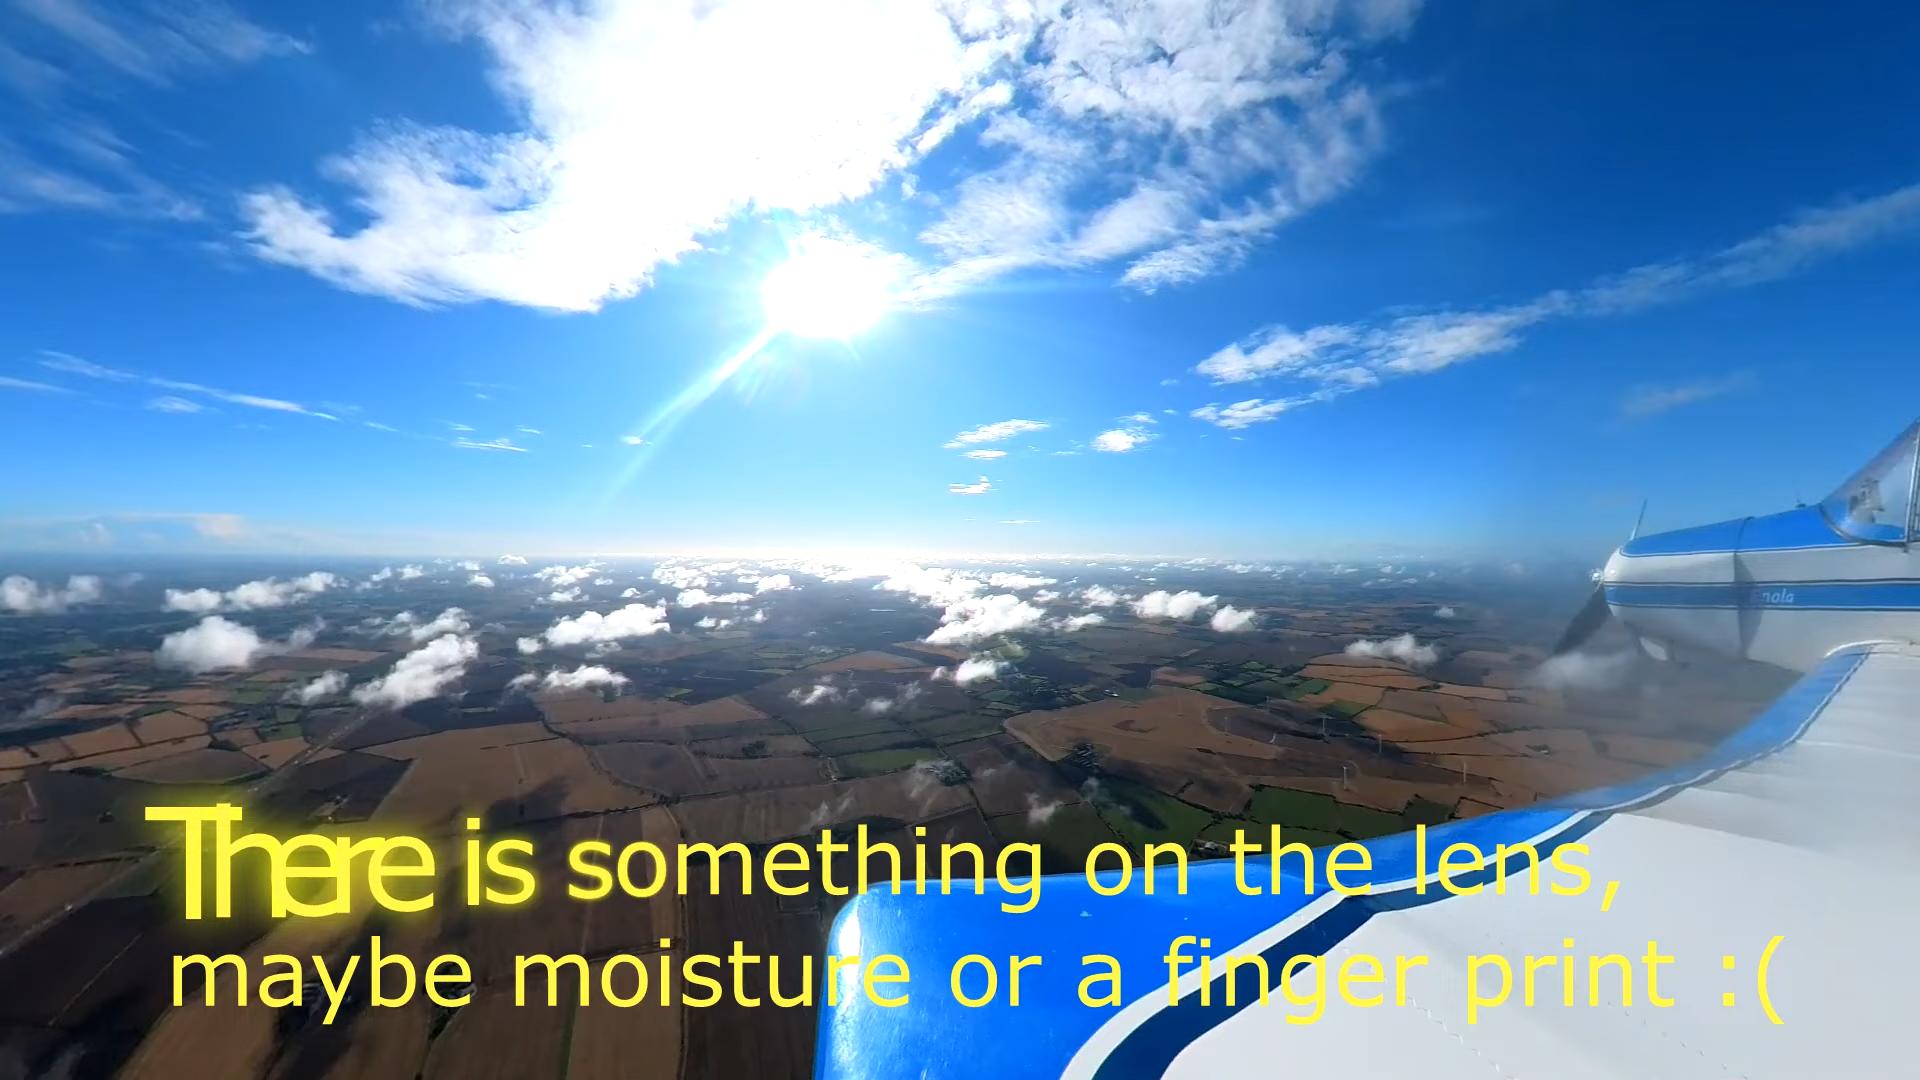 There is something on the lens,
maybe moisture or a finger print :(